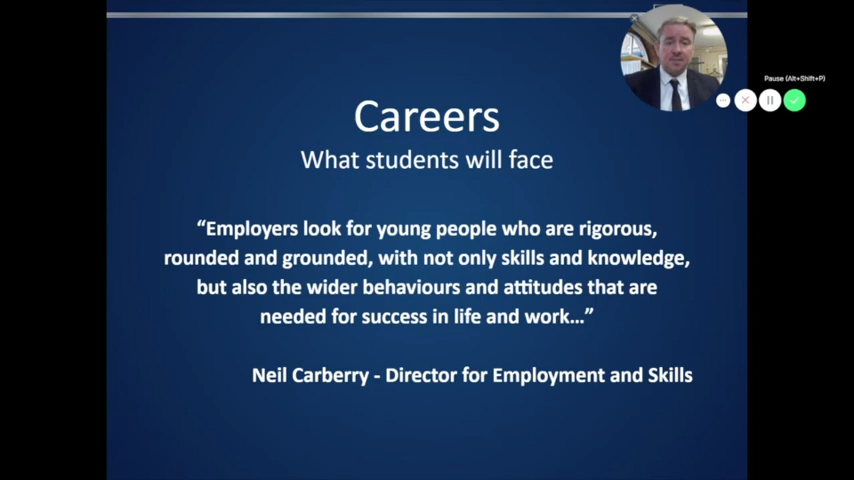 Pause (Alt+Shift+P)
Careers
What students will face
“Employers look for young people who are rigorous,
rounded and grounded, with not only skills and knowledge,
but also the wider behaviours and attitudes that are
needed for success in life and work…”
Neil Carberry - Director for Employment and Skills